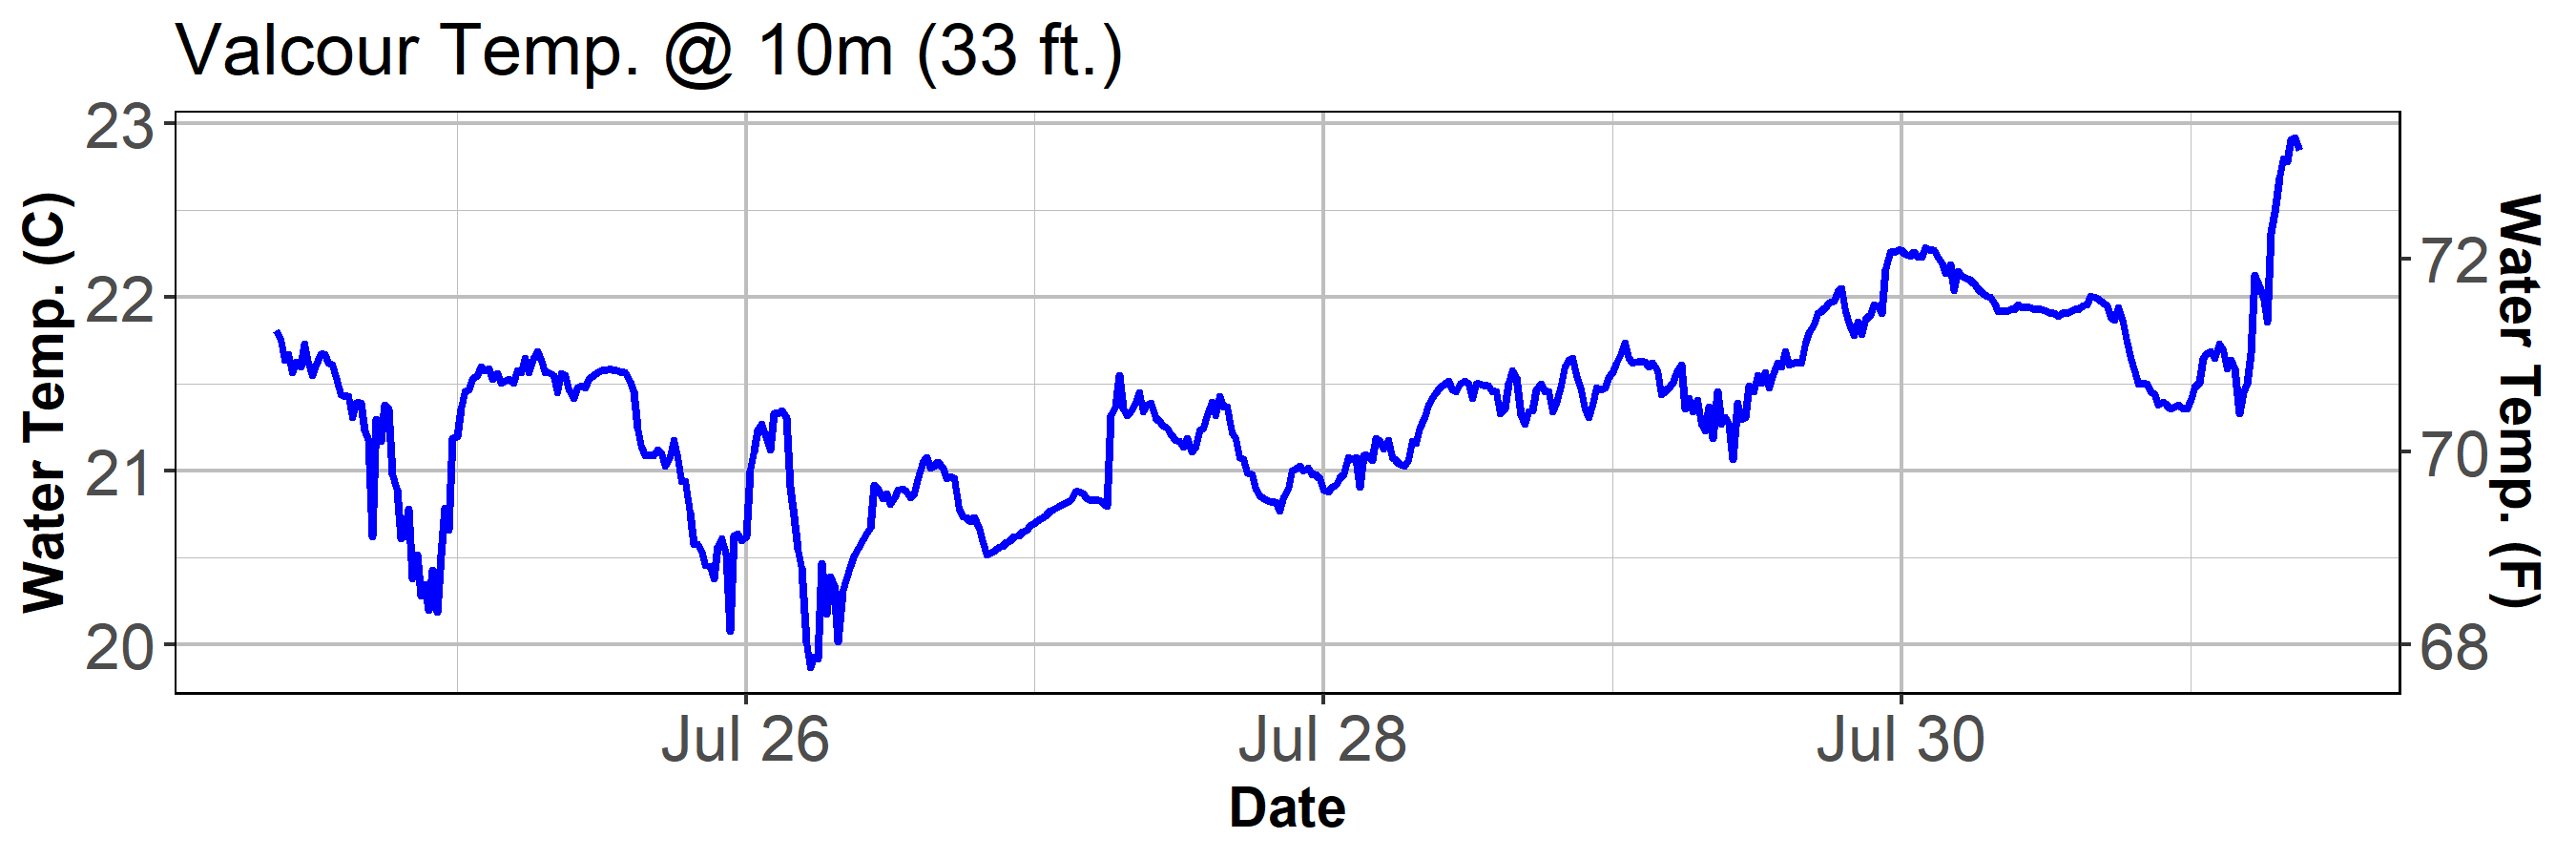 Valcour Temp. @ 10m (33 ft.)
Water Temp. (C)
23
22
21
20
72
70
68
Water Temp. (F)
Jul 26
Jul 28
Jul 30
Date